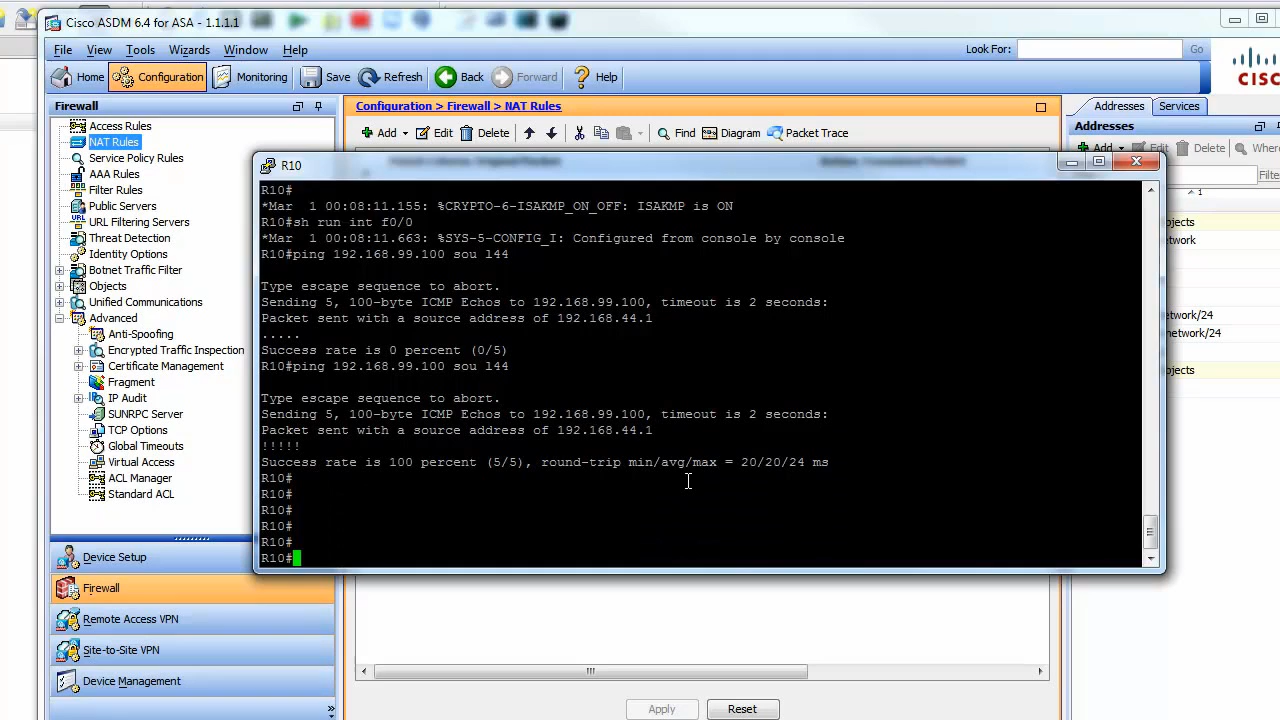 Cisco ASDM 6.4 for ASA - 1.1.1.1
File View Tools Wizards Window Help Look For: Go
Home Configuration Monitoring Save Refresh Back Forward Help
CISCO
Firewall
Access Rules
NAT Rules
Service Policy Rules
AAA Rules
Filter Rules
Public Servers
URL Filtering Servers
Threat Detection
Identity Options
Botnet Traffic Filter
Objects
Unified Communications
Advanced
Anti-Spoofing
Encrypted Traffic Inspection
Certificate Management
Fragment
IP Audit
SUNRPC Server
TCP Options
Global Timeouts
Virtual Access
ACL Manager
Standard ACL
Device Setup
Firewall
Remote Access VPN
Site-to-Site VPN
Device Management
»
Configuration > Firewall > NAT Rules
Add Edit Delete Find Diagram Packet Trace
R10
R10#
*Mar  1 00:08:11.155: %CRYPTO-6-ISAKMP_ON_OFF: ISAKMP is ON
R10#sh run int f0/0
*Mar  1 00:08:11.663: %SYS-5-CONFIG_I: Configured from console by console
R10#ping 192.168.99.100 sou l44
Type escape sequence to abort.
Sending 5, 100-byte ICMP Echos to 192.168.99.100, timeout is 2 seconds:
Packet sent with a source address of 192.168.44.1
.....
Success rate is 0 percent (0/5)
R10#ping 192.168.99.100 sou l44
Type escape sequence to abort.
Sending 5, 100-byte ICMP Echos to 192.168.99.100, timeout is 2 seconds:
Packet sent with a source address of 192.168.44.1
!!!!!
Success rate is 100 percent (5/5), round-trip min/avg/max = 20/20/24 ms
R10#
R10#
R10#
R10#
R10#
R10#
Apply Reset
Addresses Services
Addresses
Add Edit Delete Where
Filter
1
bjects
etwork
network/24
network/24
bjects